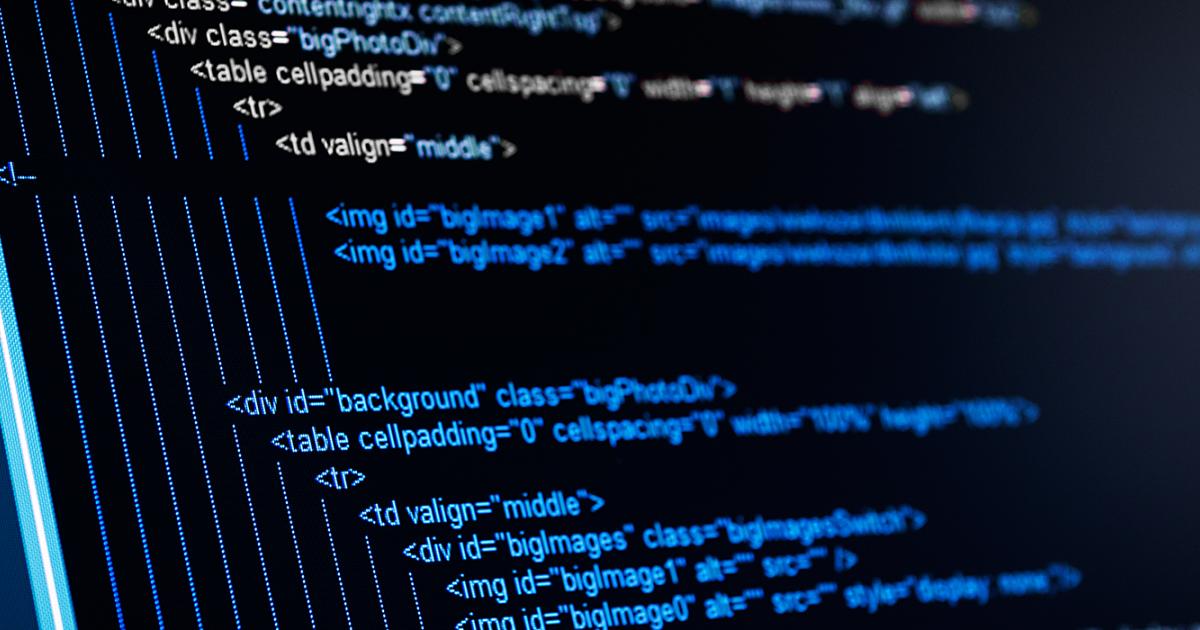 <div class="contentrightx contentRightTsg">
<div class="bigPhotoDiv">
<table cellpadding="0" cellspacing="0" width="1" height="1" align="left">
<tr>
<td valign="middle">
<!--
<img id="bigImage1" alt="" src="images/
<img id="bigImage2" alt="" src="images/
<div id="background" class="bigPhotoDiv">
<table cellpadding="0" cellspacing="0" width="100%" height="100%">
<tr>
<td valign="middle">
<div id="bigImages" class="bigImagesSwitch">
<img id="bigImage1" alt="" src="" />
<img id="bigImage0" alt="" src="" style="display: none;"/>